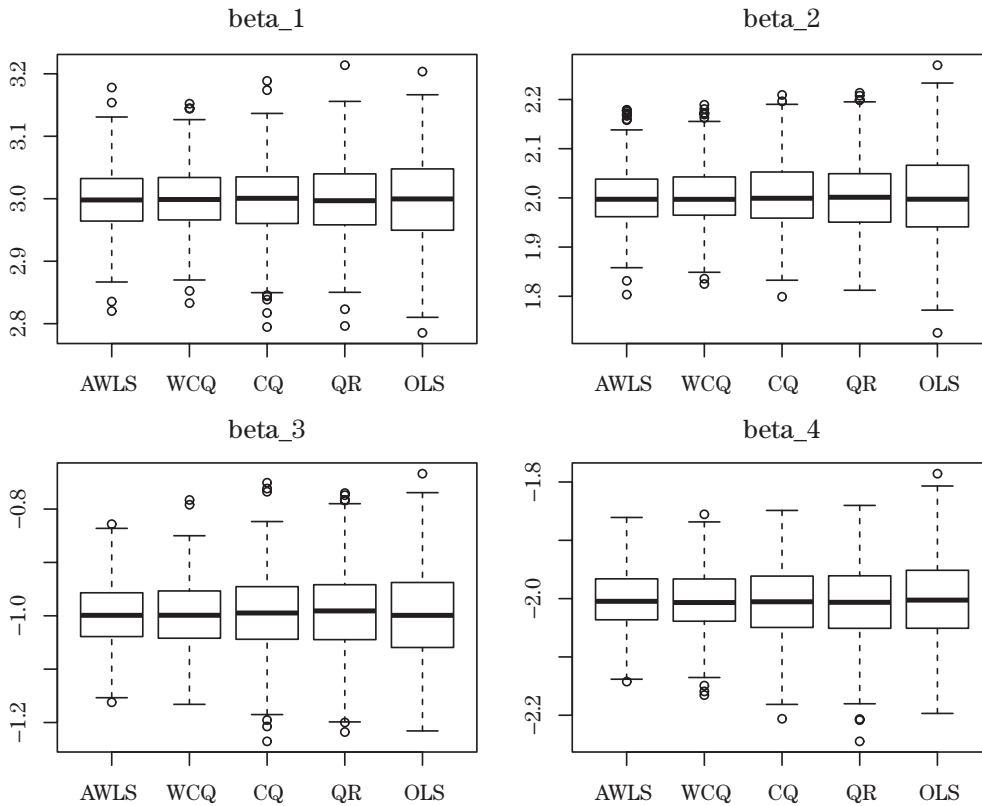 beta_1
beta_2
3.2
3.1
3.0
2.9
2.8
2.2
2.1
2.0
1.9
1.8
AWLS WCQ CQ QR OLS
AWLS WCQ CQ QR OLS
beta_3
beta_4
−0.8
−1.0
−1.2
−1.8
−2.0
−2.2
AWLS WCQ CQ QR OLS
AWLS WCQ CQ QR OLS